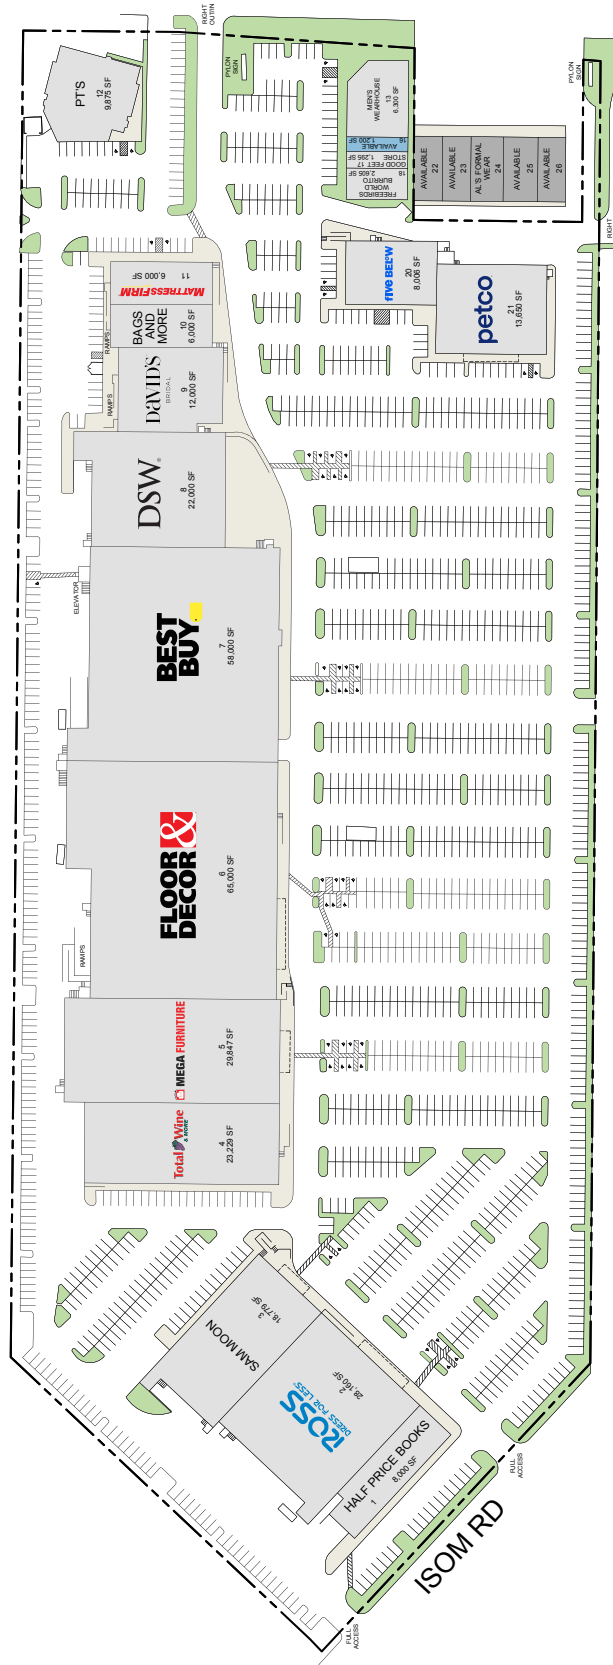 RIGHT
OUT/IN
PYLON
SIGN
PYLON
SIGN
PT'S
12
9,875 SF
MEN'S
WEARHOUSE
13
6,300 SF
16
AVAILABLE
1,200 SF
GOOD FEET 17
STORE 1,295 SF
18 2,605 SF
FREEBIRDS
WORLD
BURRITO
AVAILABLE
22
AVAILABLE
23
AL'S FORMAL
WEAR
24
AVAILABLE
25
AVAILABLE
26
RIGHT
MATTRESSFIRM
11 6,000 SF
five BELOW
20
8,006 SF
petco
21
13,650 SF
RAMPS
BAGS
AND
MORE
10
6,000 SF
RAMPS
DAVID'S
BRIDAL
9
12,000 SF
DSW
8
22,000 SF
ELEVATOR
BEST
BUY
7
58,000 SF
FLOOR
& DECOR
6
65,000 SF
RAMPS
MEGA FURNITURE
5
29,847 SF
Total Wine
& MORE
4
23,229 SF
SAM MOON
3
18,779 SF
ROSS
DRESS FOR LESS
2
28,160 SF
HALF PRICE BOOKS
1
8,000 SF
FULL
ACCESS
ISOM RD
FULL
ACCESS